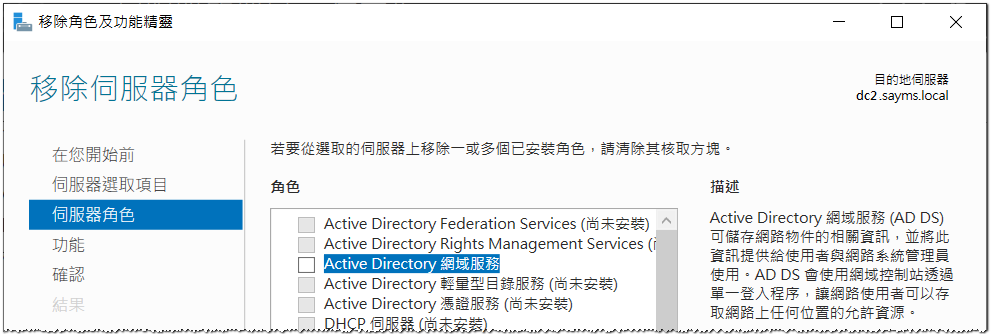 移除角色及功能精靈
移除伺服器角色
目的地伺服器
dc2.sayms.local
在您開始前
伺服器選取項目
伺服器角色
功能
確認
結果
若要從選取的伺服器上移除一或多個已安裝角色，請清除其核取方塊。
角色
Active Directory Federation Services (尚未安裝)
Active Directory Rights Management Services (
Active Directory 網域服務
Active Directory 輕量型目錄服務 (尚未安裝)
Active Directory 憑證服務 (尚未安裝)
DHCP 伺服器 (尚未安裝)
描述
Active Directory 網域服務 (AD DS)
可儲存網路物件的相關資訊，並將此
資訊提供給使用者與網路系統管理員
使用。AD DS 會使用網域控制站透過
單一登入程序，讓網路使用者可以存
取網路上任何位置的允許資源。